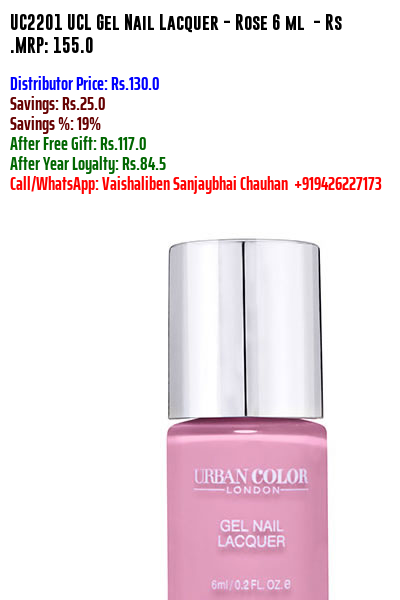 UC2201 UCL Gel Nail Lacquer - Rose 6 ml  - Rs
.MRP: 155.0
Distributor Price: Rs.130.0
Savings: Rs.25.0
Savings %: 19%
After Free Gift: Rs.117.0
After Year Loyalty: Rs.84.5
Call/WhatsApp: Vaishaliben Sanjaybhai Chauhan  +919426227173
URBAN COLOR
LONDON
GEL NAIL
LACQUER
6ml / 0.2 FL. OZ. e